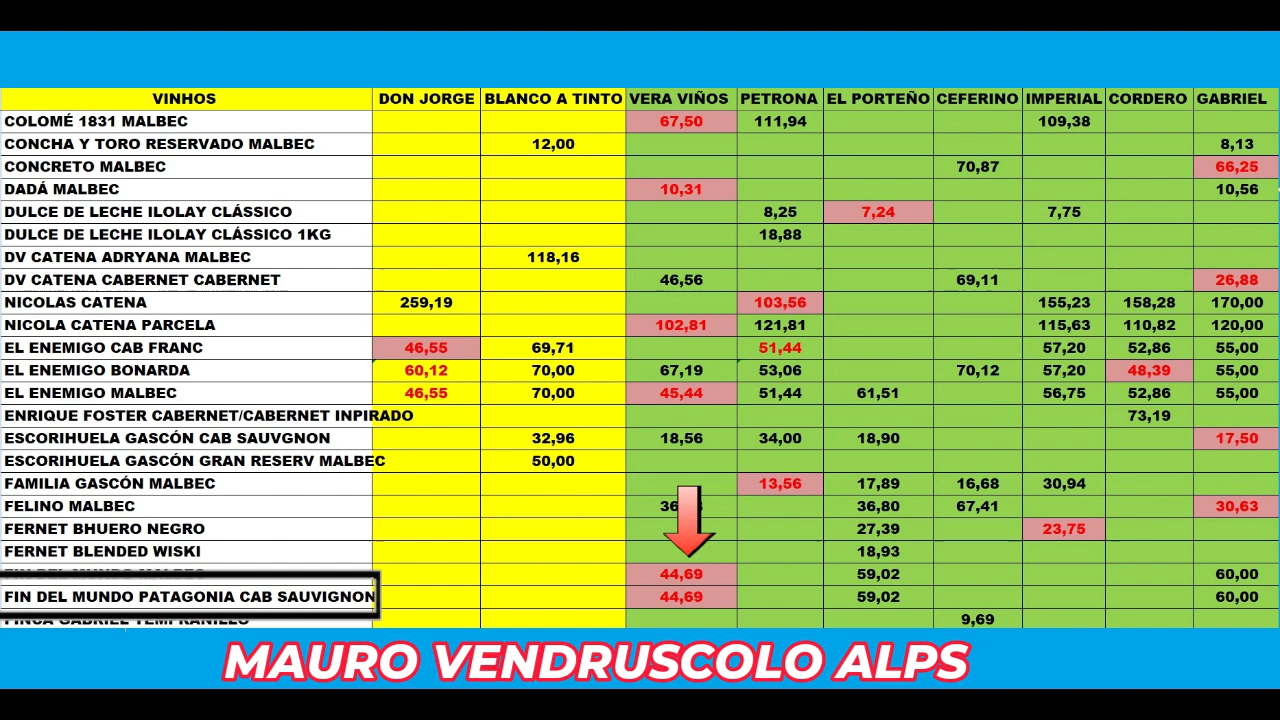 VINHOS DON JORGE BLANCO A TINTO VERA VIÑOS PETRONA EL PORTEÑO CEFERINO IMPERIAL CORDERO GABRIEL
COLOMÉ 1831 MALBEC 67,50 111,94 109,38
CONCHA Y TORO RESERVADO MALBEC 12,00 8,13
CONCRETO MALBEC 70,87 66,25
DADÁ MALBEC 10,31 10,56
DULCE DE LECHE ILOLAY CLÁSSICO 8,25 7,24 7,75
DULCE DE LECHE ILOLAY CLÁSSICO 1KG 18,88
DV CATENA ADRYANA MALBEC 118,16
DV CATENA CABERNET CABERNET 46,56 69,11 26,88
NICOLAS CATENA 259,19 103,56 155,23 158,28 170,00
NICOLA CATENA PARCELA 102,81 121,81 115,63 110,82 120,00
EL ENEMIGO CAB FRANC 46,55 69,71 51,44 57,20 52,86 55,00
EL ENEMIGO BONARDA 60,12 70,00 67,19 53,06 70,12 57,20 48,39 55,00
EL ENEMIGO MALBEC 46,55 70,00 45,44 51,44 61,51 56,75 52,86 55,00
ENRIQUE FOSTER CABERNET/CABERNET INPIRADO 73,19
ESCORIHUELA GASCÓN CAB SAUVGNON 32,96 18,56 34,00 18,90 17,50
ESCORIHUELA GASCÓN GRAN RESERV MALBEC 50,00
FAMILIA GASCÓN MALBEC 13,56 17,89 16,68 30,94
FELINO MALBEC 36,80 67,41 30,63
FERNET BHUERO NEGRO 27,39 23,75
FERNET BLENDED WISKI 18,93
FIN DEL MUNDO MALBEC 44,69 59,02 60,00
FIN DEL MUNDO PATAGONIA CAB SAUVIGNON 44,69 59,02 60,00
FINCA GABRIEL TEMPRANILLO 9,69
MAURO VENDRUSCOLO ALPS